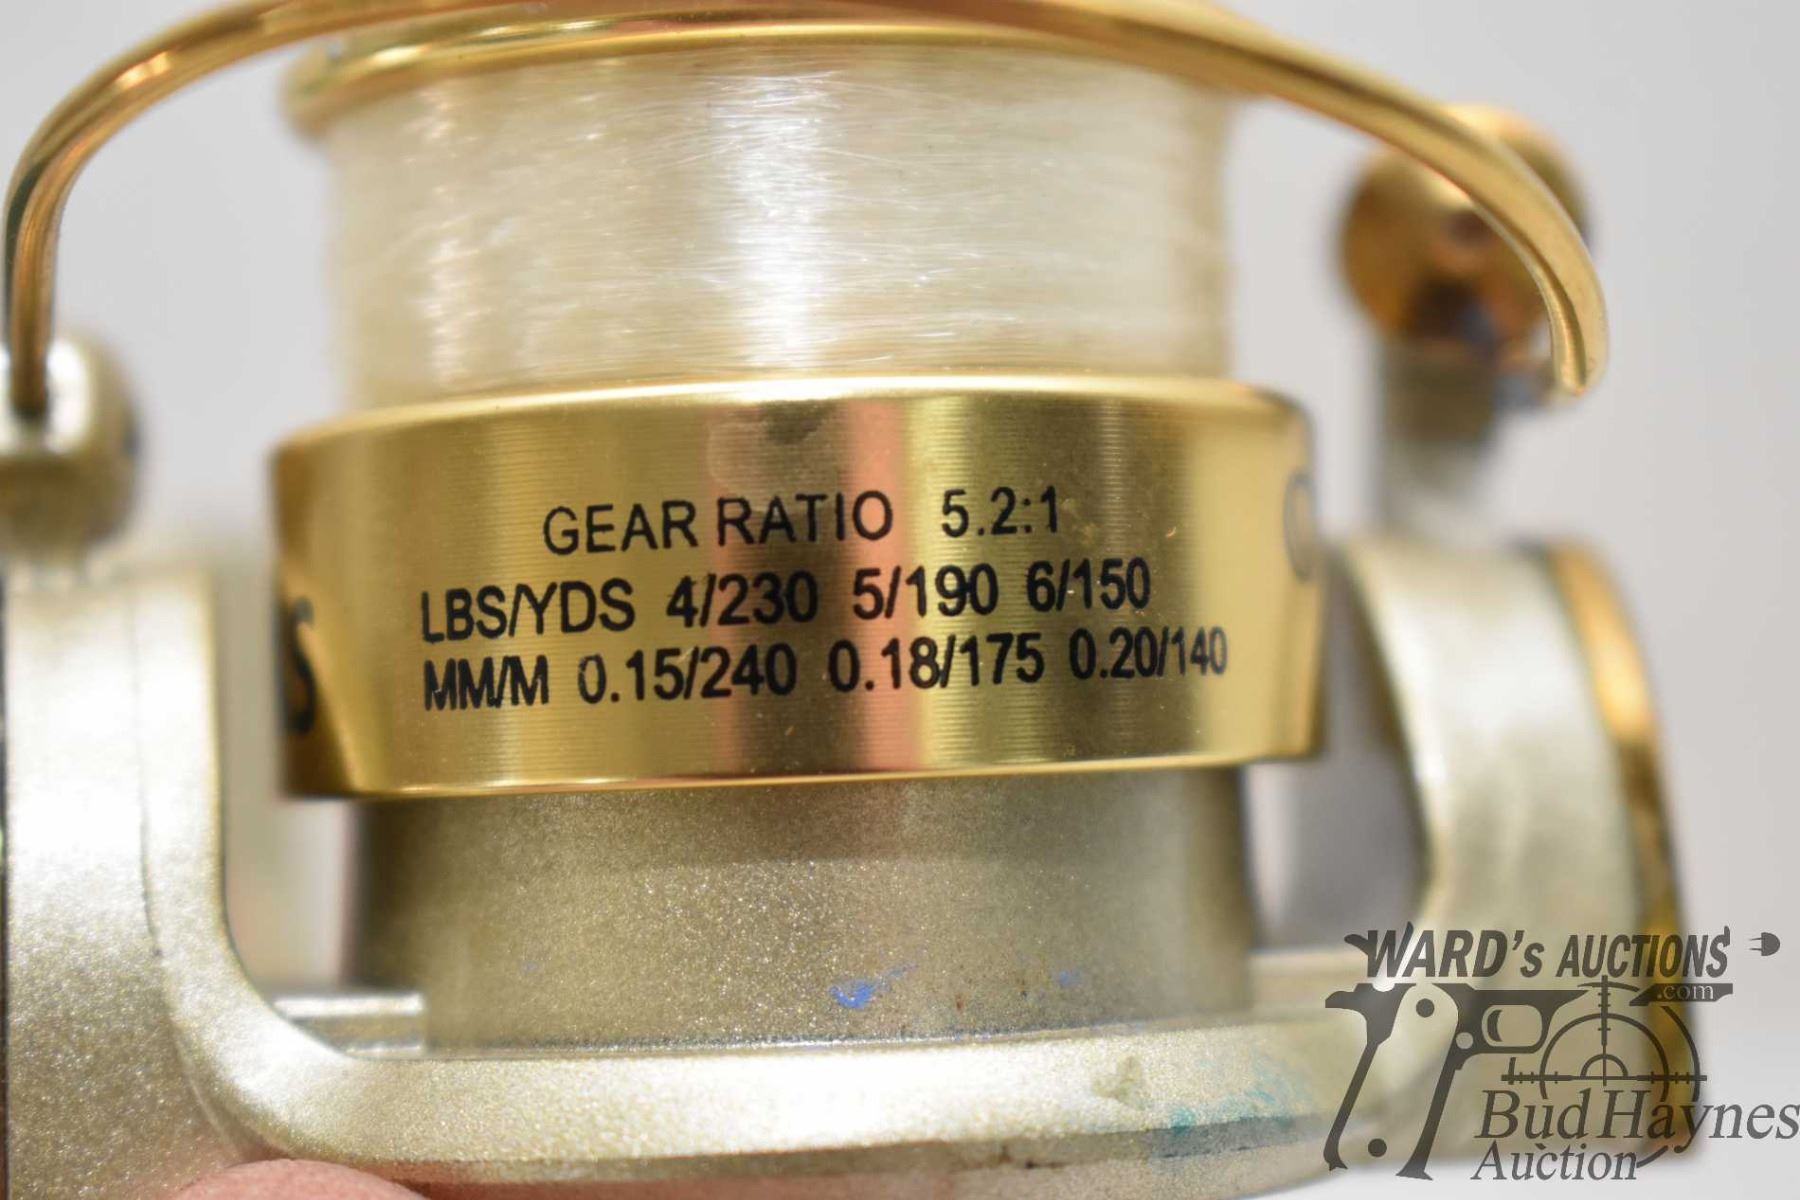 GEAR RATIO 5.2:1
LBS/YDS 4/230 5/190 6/150
MM/M 0.15/240 0.18/175 0.20/140
WARD's AUCTIONS
.com
Bud Haynes
Auction